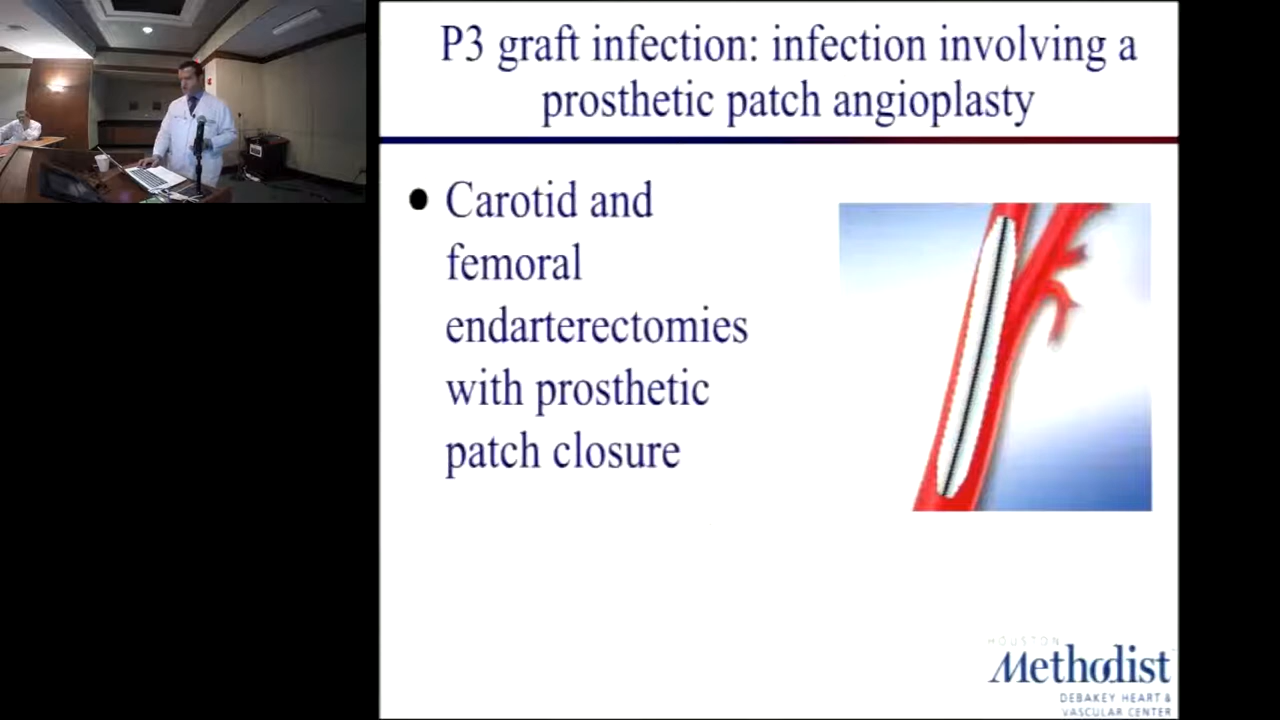 P3 graft infection: infection involving a
prosthetic patch angioplasty
● Carotid and
femoral
endarterectomies
with prosthetic
patch closure
HOUSTON
Methodist
DEBAKEY HEART &
VASCULAR CENTER